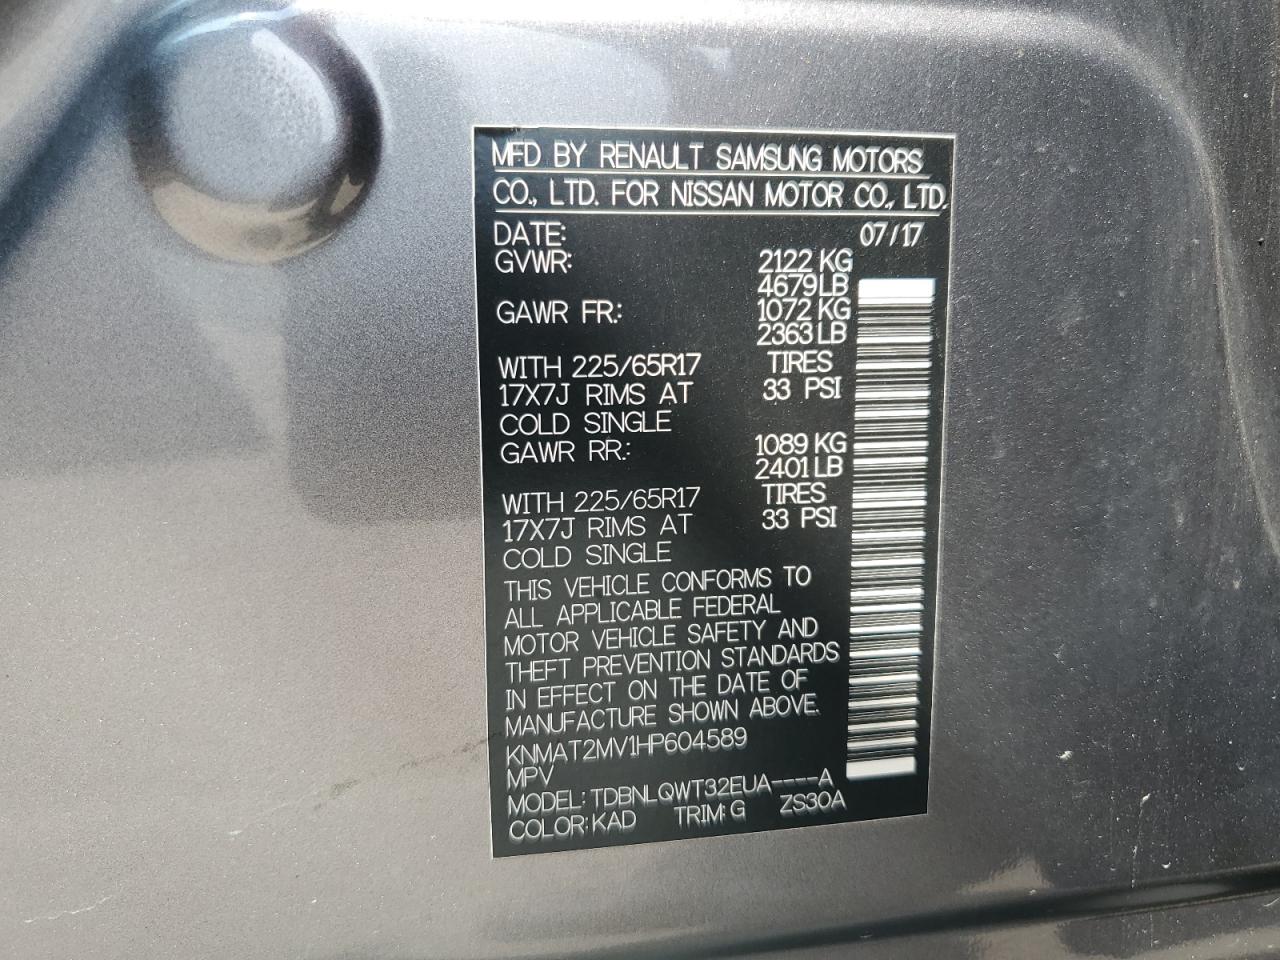 MFD BY RENAULT SAMSUNG MOTORS
CO., LTD. FOR NISSAN MOTOR CO., LTD.
DATE: 07/17
GVWR: 2122 KG
4679 LB
GAWR FR.: 1072 KG
2363 LB
WITH 225/65R17 TIRES
17X7J RIMS AT 33 PSI
COLD SINGLE
GAWR RR.: 1089 KG
2401 LB
WITH 225/65R17 TIRES
17X7J RIMS AT 33 PSI
COLD SINGLE
THIS VEHICLE CONFORMS TO
ALL APPLICABLE FEDERAL
MOTOR VEHICLE SAFETY AND
THEFT PREVENTION STANDARDS
IN EFFECT ON THE DATE OF
MANUFACTURE SHOWN ABOVE.
KNMAT2MV1HP604589
MPV
MODEL: TDBNLQWT32EUA----A
COLOR: KAD TRIM: G ZS30A